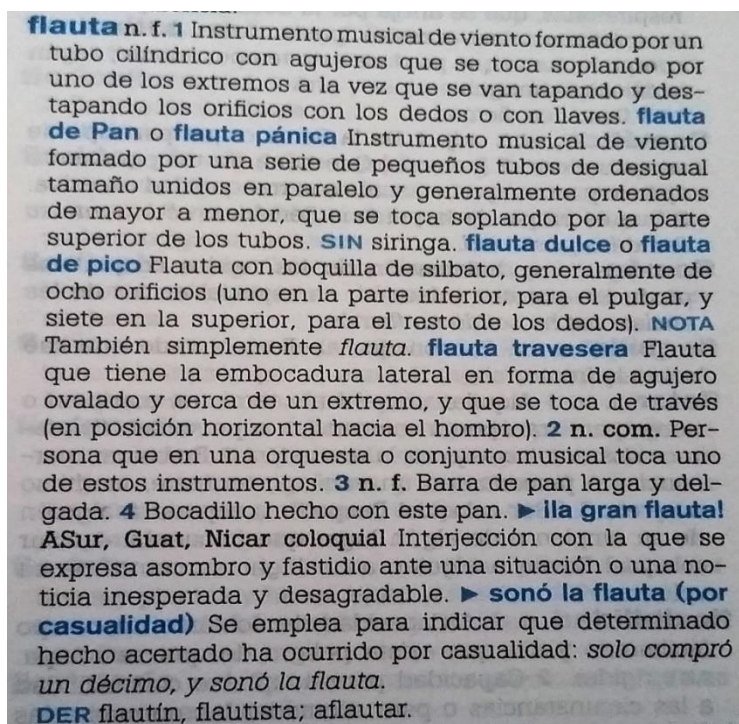 flauta n. f. 1 Instrumento musical de viento formado por un
tubo cilíndrico con agujeros que se toca soplando por
uno de los extremos a la vez que se van tapando y des-
tapando los orificios con los dedos o con llaves. flauta
de Pan o flauta pánica Instrumento musical de viento
formado por una serie de pequeños tubos de desigual
tamaño unidos en paralelo y generalmente ordenados
de mayor a menor, que se toca soplando por la parte
superior de los tubos. SIN siringa. flauta dulce o flauta
de pico Flauta con boquilla de silbato, generalmente de
ocho orificios (uno en la parte inferior, para el pulgar, y
siete en la superior, para el resto de los dedos). NOTA
También simplemente flauta. flauta travesera Flauta
que tiene la embocadura lateral en forma de agujero
ovalado y cerca de un extremo, y que se toca de través
(en posición horizontal hacia el hombro). 2 n. com. Per-
sona que en una orquesta o conjunto musical toca uno
de estos instrumentos. 3 n. f. Barra de pan larga y del-
gada. 4 Bocadillo hecho con este pan. ▶ ¡la gran flauta!
ASur, Guat, Nicar coloquial Interjección con la que se
expresa asombro y fastidio ante una situación o una no-
ticia inesperada y desagradable. ▶ sonó la flauta (por
casualidad) Se emplea para indicar que determinado
hecho acertado ha ocurrido por casualidad: solo compró
un décimo, y sonó la flauta.
DER flautín, flautista; aflautar.